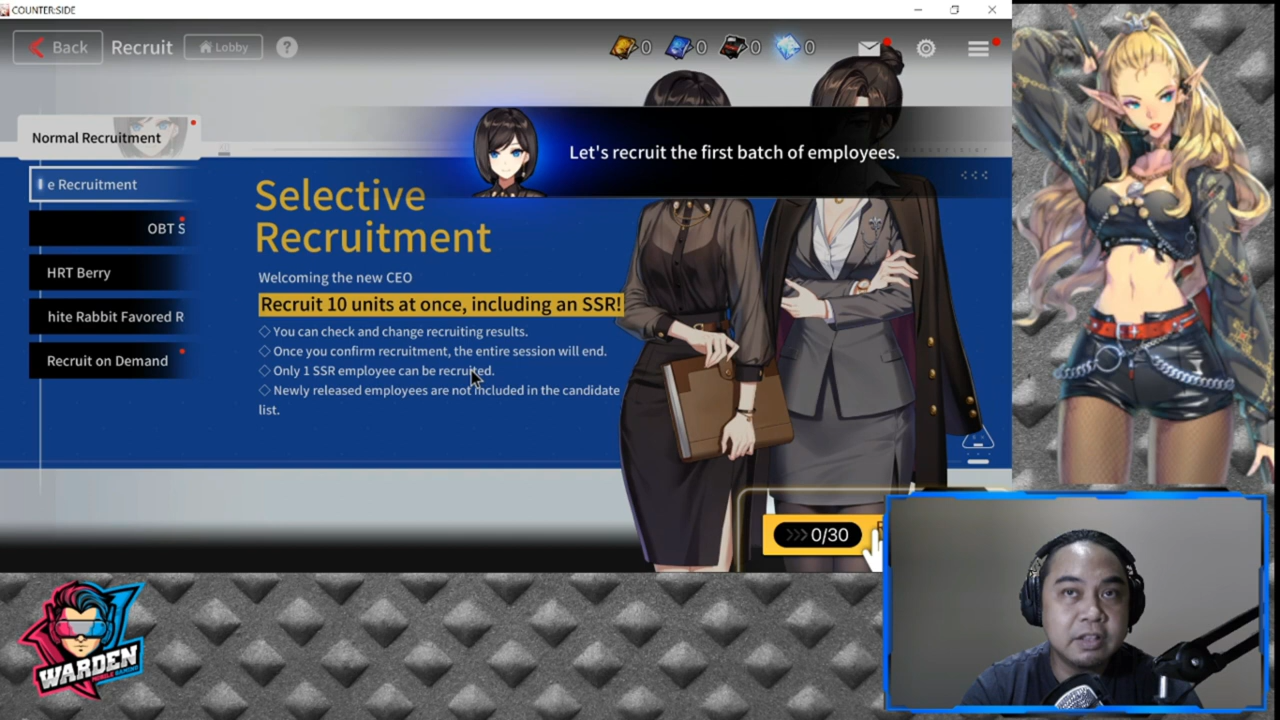 COUNTER:SIDE
Back
Recruit
Lobby
?
0
0
0
0
Normal Recruitment
Let's recruit the first batch of employees.
e Recruitment
Selective
Recruitment
OBT S
HRT Berry
hite Rabbit Favored R
Recruit on Demand
Welcoming the new CEO
Recruit 10 units at once, including an SSR!
◇ You can check and change recruiting results.
◇ Once you confirm recruitment, the entire session will end.
◇ Only 1 SSR employee can be recruited.
◇ Newly released employees are not included in the candidate
list.
>>> 0/30
WARDEN
MOBILE GAMING